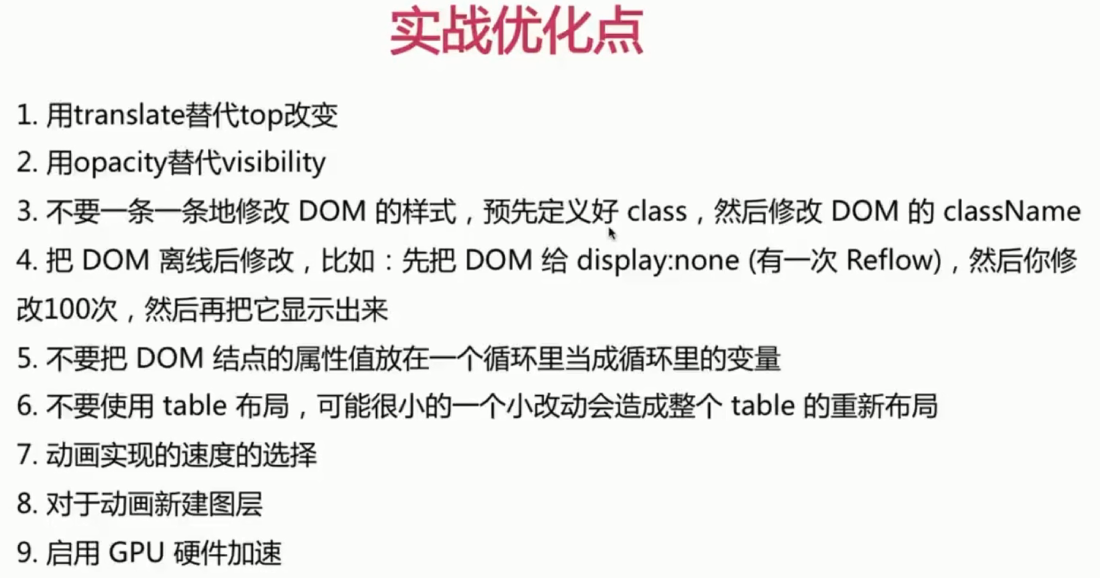 实战优化点
1. 用translate替代top改变
2. 用opacity替代visibility
3. 不要一条一条地修改 DOM 的样式，预先定义好 class，然后修改 DOM 的 className
4. 把 DOM 离线后修改，比如：先把 DOM 给 display:none (有一次 Reflow)，然后你修
改100次，然后再把它显示出来
5. 不要把 DOM 结点的属性值放在一个循环里当成循环里的变量
6. 不要使用 table 布局，可能很小的一个小改动会造成整个 table 的重新布局
7. 动画实现的速度的选择
8. 对于动画新建图层
9. 启用 GPU 硬件加速